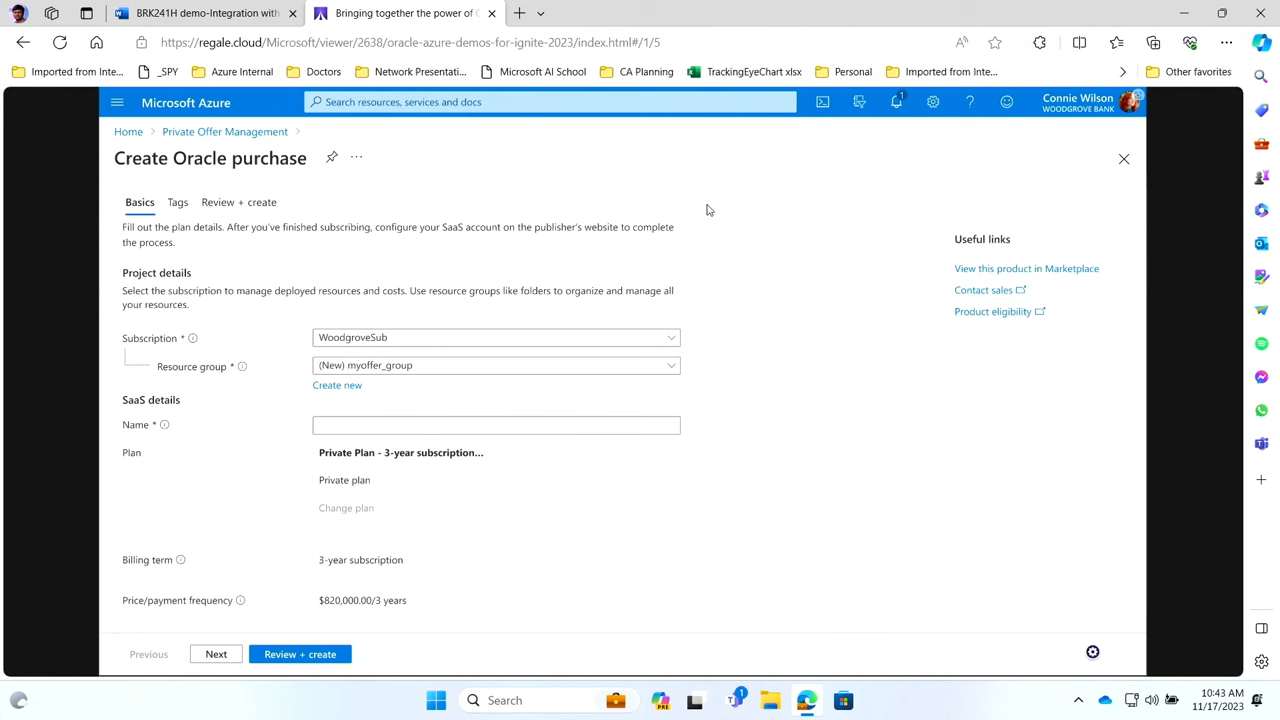 BRK241H demo-Integration with
Bringing together the power of C
https://regale.cloud/Microsoft/viewer/2638/oracle-azure-demos-for-ignite-2023/index.html#/1/5
Imported from Inte...
_SPY
Azure Internal
Doctors
Network Presentati...
Microsoft AI School
CA Planning
TrackingEyeChart xlsx
Personal
Imported from Inte...
Other favorites
Microsoft Azure
Search resources, services and docs
1
Connie Wilson
WOODGROVE BANK
Home
Private Offer Management
Create Oracle purchase
Basics
Tags
Review + create
Fill out the plan details. After you've finished subscribing, configure your SaaS account on the publisher's website to complete
the process.
Useful links
View this product in Marketplace
Contact sales
Product eligibility
Project details
Select the subscription to manage deployed resources and costs. Use resource groups like folders to organize and manage all
your resources.
Subscription *
WoodgroveSub
Resource group *
(New) myoffer_group
Create new
SaaS details
Name *
Plan
Private Plan - 3-year subscription...
Private plan
Change plan
Billing term
3-year subscription
Price/payment frequency
$820,000.00/3 years
Previous
Next
Review + create
Search
PRE
1
10:43 AM
11/17/2023